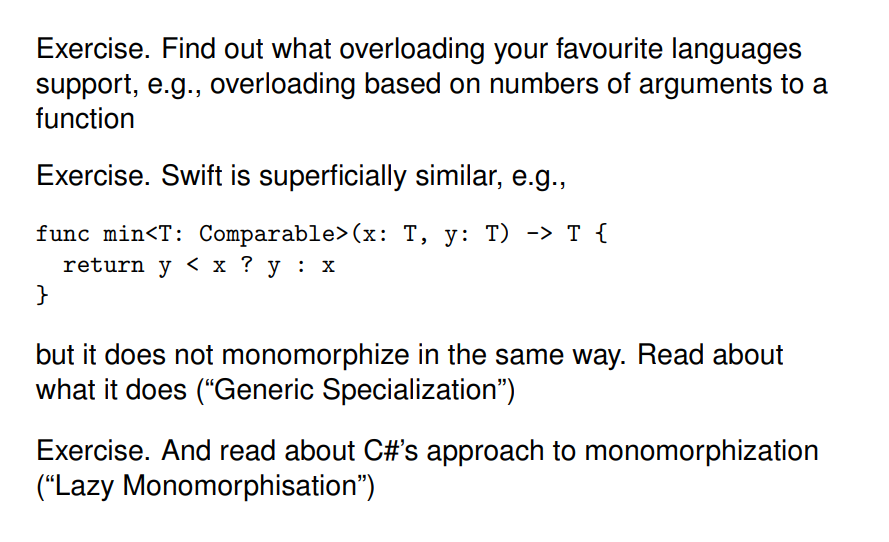 Exercise. Find out what overloading your favourite languages
support, e.g., overloading based on numbers of arguments to a
function
Exercise. Swift is superficially similar, e.g.,
func min<T: Comparable>(x: T, y: T) -> T {
  return y < x ? y : x
}
but it does not monomorphize in the same way. Read about
what it does (“Generic Specialization”)
Exercise. And read about C#’s approach to monomorphization
(“Lazy Monomorphisation”)